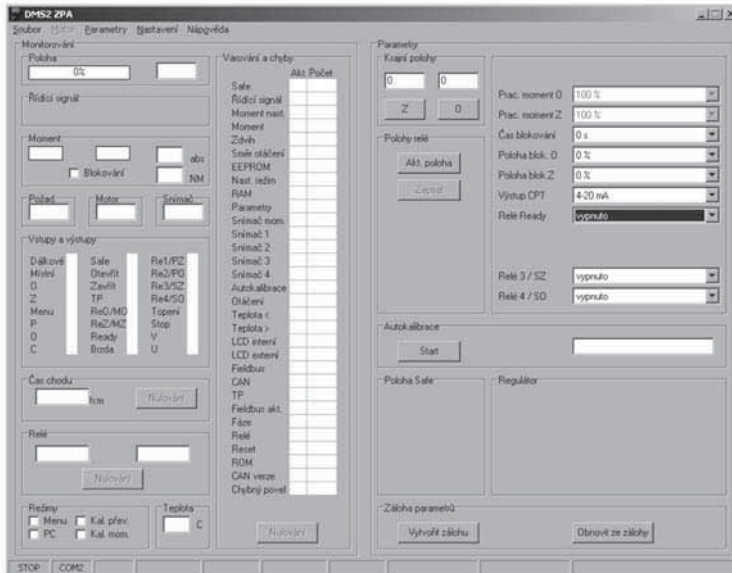 DMS2 ZPA
Soubor Motor Parametry Nastavení Nápověda
Monitorování
Poloha
0%
Řídící signál
Moment
abs
Blokování
NM
Požad. Motor Snímač
Vstupy a výstupy
Dálkové Safe Re1/PZ
Místní Otevřít Re2/PO
O Zavřít Re3/SZ
Z TP Re4/SO
Menu ReO/MO Topení
P ReZ/MZ Stop
O Ready V
C Brzda U
Čas chodu
h:m Nulování
Relé
Nulování
Režimy
Menu Kal. přev.
PC Kal. mom.
Teplota
C
Varování a chyby
Akt. Počet.
Safe
Řídící signál
Moment nast.
Moment
Zdvih
Směr otáčení
EEPROM
Nast. režim
RAM
Parametry
Snímač mom.
Snímač 1
Snímač 2
Snímač 3
Snímač 4
Autokalibrace
Otáčení
Teplota <
Teplota >
LCD interní
LCD externí
Fieldbus
CAN
TP
Fieldbus akt.
Fáze
Relé
Reset
ROM
CAN verze
Chybný povel
Nulování
Parametry
Krajní polohy
0 0
Z O
Polohy relé
Akt. poloha
Zapsat
Prac. moment O 100 %
Prac. moment Z 100 %
Čas blokování 0 s
Poloha blok. O 0 %
Poloha blok Z 0 %
Výstup CPT 4-20 mA
Relé Ready vypnuto
Relé 3 / SZ vypnuto
Relé 4 / SO vypnuto
Autokalibrace
Start
Poloha Safe
Regulátor
Záloha parametrů
Vytvořit zálohu Obnovit ze zálohy
STOP COM2